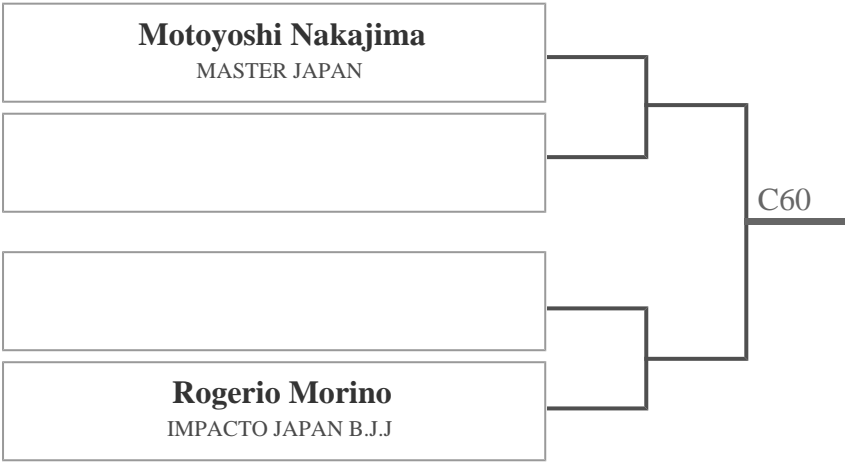 Motoyoshi Nakajima
MASTER JAPAN
C60
Rogerio Morino
IMPACTO JAPAN B.J.J